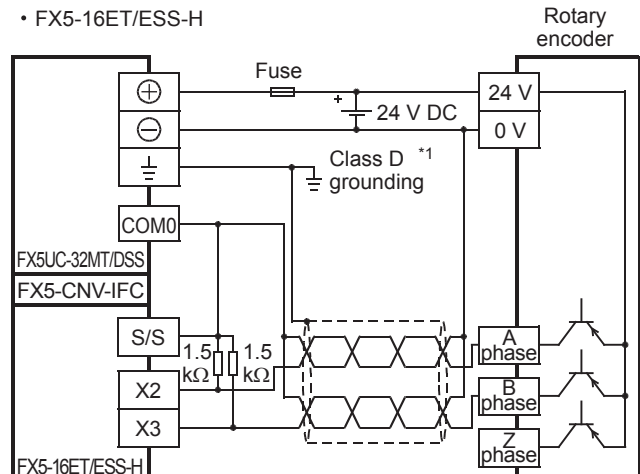 • FX5-16ET/ESS-H
Rotary
encoder
Fuse
24 V
+
24 V DC
0 V
Class D *1
grounding
COM0
FX5UC-32MT/DSS
FX5-CNV-IFC
S/S
1.5
kΩ
1.5
kΩ
A
phase
X2
B
phase
X3
Z
phase
FX5-16ET/ESS-H